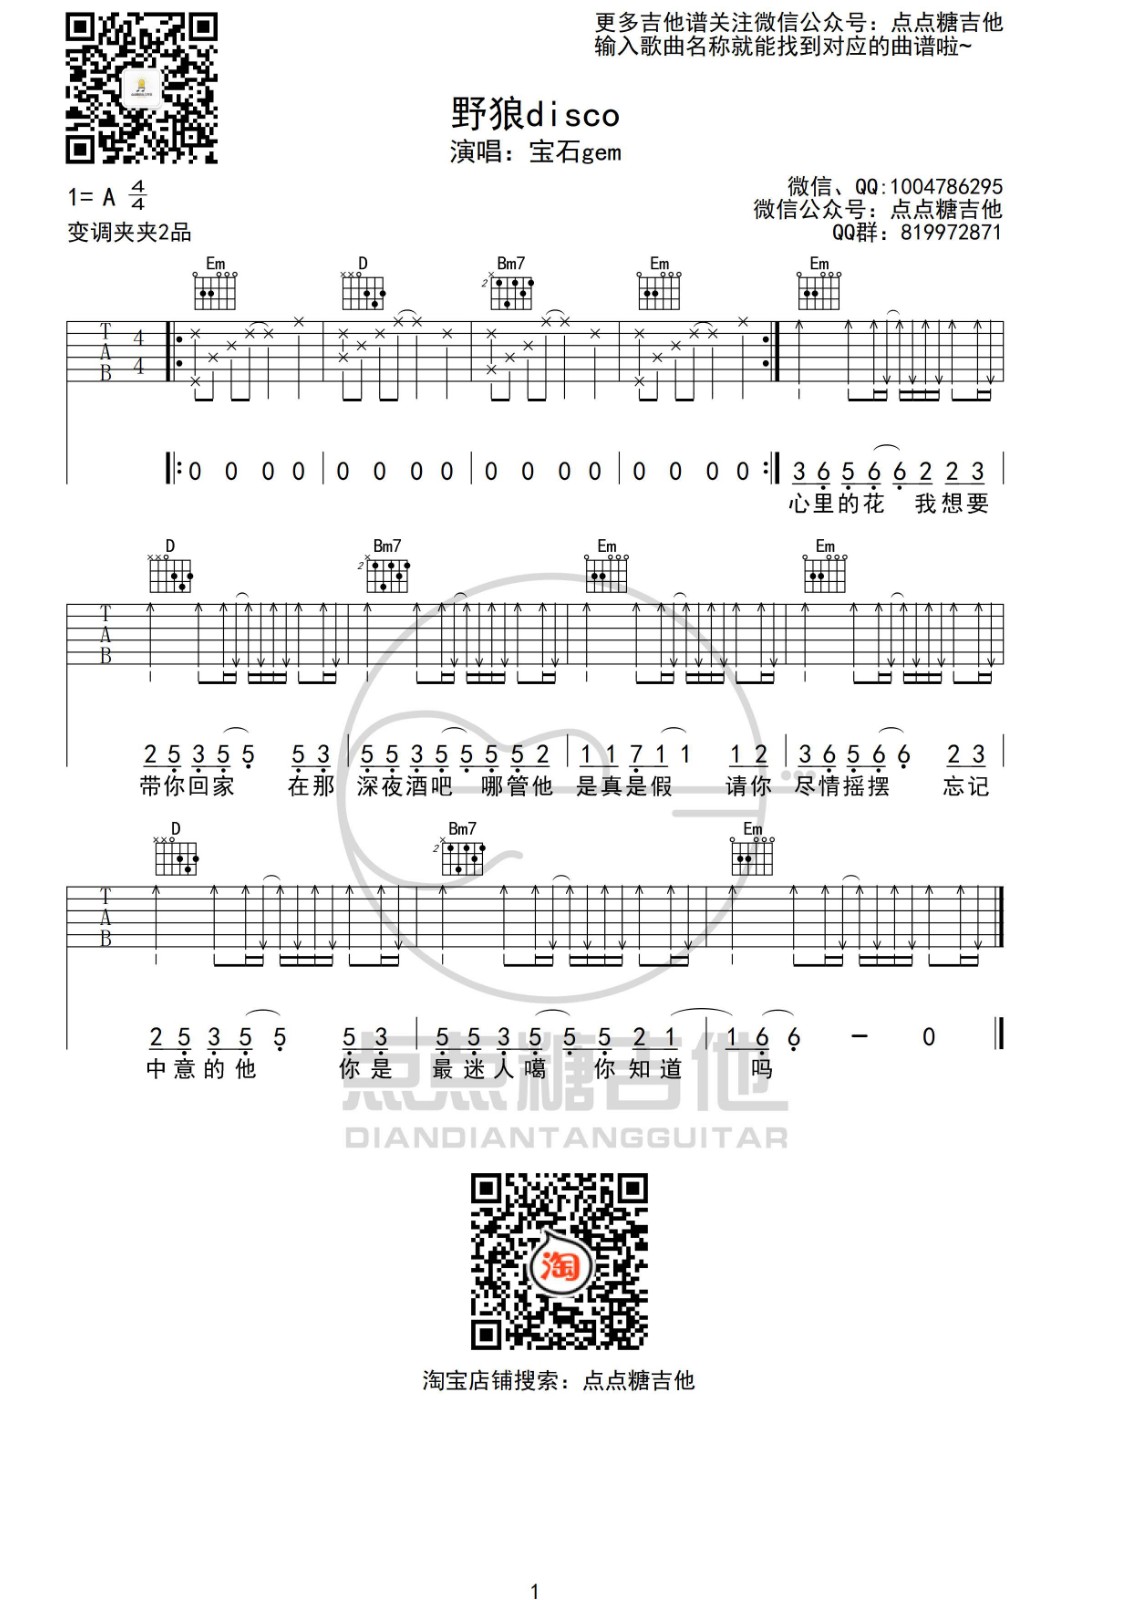 更多吉他谱关注微信公众号：点点糖吉他
输入歌曲名称就能找到对应的曲谱啦~
野狼disco
演唱：宝石gem
1= A 4/4
变调夹夹2品
微信、QQ:1004786295
微信公众号：点点糖吉他
QQ群：819972871
Em D Bm7 Em Em
2
T A B 4 4
0 0 0 0 0 0 0 0 0 0 0 0 0 0 0 0 3 6 5 6 6 2 2 3
心里的花 我想要
D Bm7 Em Em
2
T A B
2 5 3 5 5 5 3 5 5 3 5 5 5 5 2 1 1 7 1 1 1 2 3 6 5 6 6 2 3
带你回家 在那 深夜酒吧 哪管他 是真是假 请你 尽情摇摆 忘记
D Bm7 Em
2
T A B
2 5 3 5 5 5 3 5 5 3 5 5 5 2 1 1 6 6 — 0
中意的他 你是 最迷人噶 你知道 吗
点点糖吉他
DIANDIANTANGGUITAR
淘
淘宝店铺搜索：点点糖吉他
1